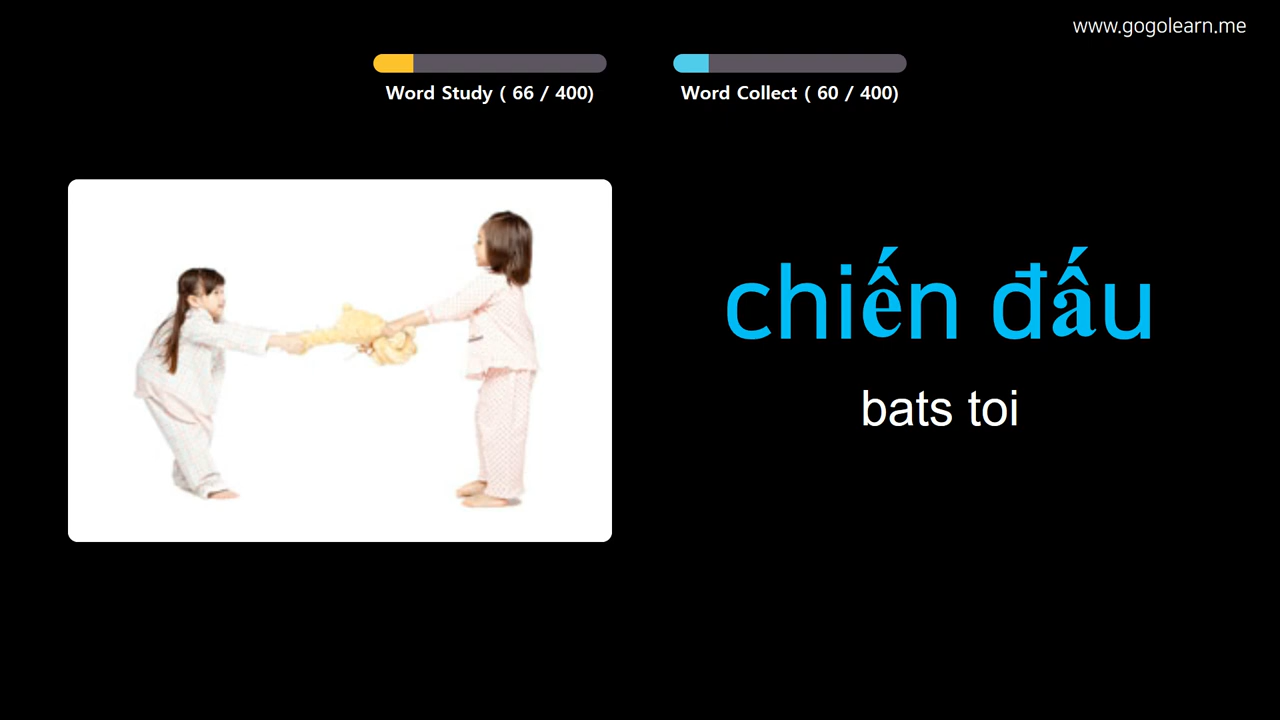 www.gogolearn.me
Word Study ( 66 / 400)
Word Collect ( 60 / 400)
chiến đấu
bats toi